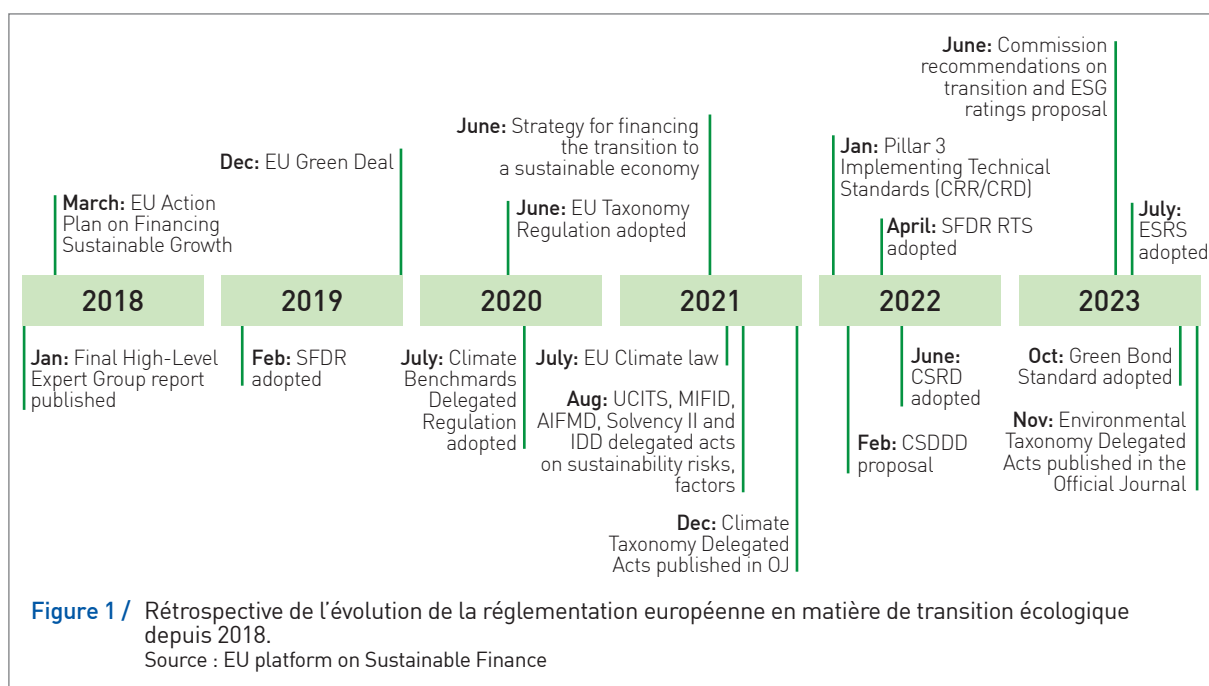 June: Commission
recommendations on
transition and ESG
ratings proposal
June: Strategy for financing
the transition to
a sustainable economy
Jan: Pillar 3
Implementing Technical
Standards (CRR/CRD)
Dec: EU Green Deal
March: EU Action
Plan on Financing
Sustainable Growth
June: EU Taxonomy
Regulation adopted
April: SFDR RTS
adopted
July:
ESRS
adopted
2018
2019
2020
2021
2022
2023
Jan: Final High-Level
Expert Group report
published
Feb: SFDR
adopted
July: Climate
Benchmards
Delegated
Regulation
adopted
July: EU Climate law
Aug: UCITS, MIFID,
AIFMD, Solvency II and
IDD delegated acts
on sustainability risks,
factors
Dec: Climate
Taxonomy Delegated
Acts published in OJ
June:
CSRD
adopted
Feb: CSDDD
proposal
Oct: Green Bond
Standard adopted
Nov: Environmental
Taxonomy Delegated
Acts published in the
Official Journal
Figure 1 / Rétrospective de l'évolution de la réglementation européenne en matière de transition écologique
depuis 2018.
Source : EU platform on Sustainable Finance